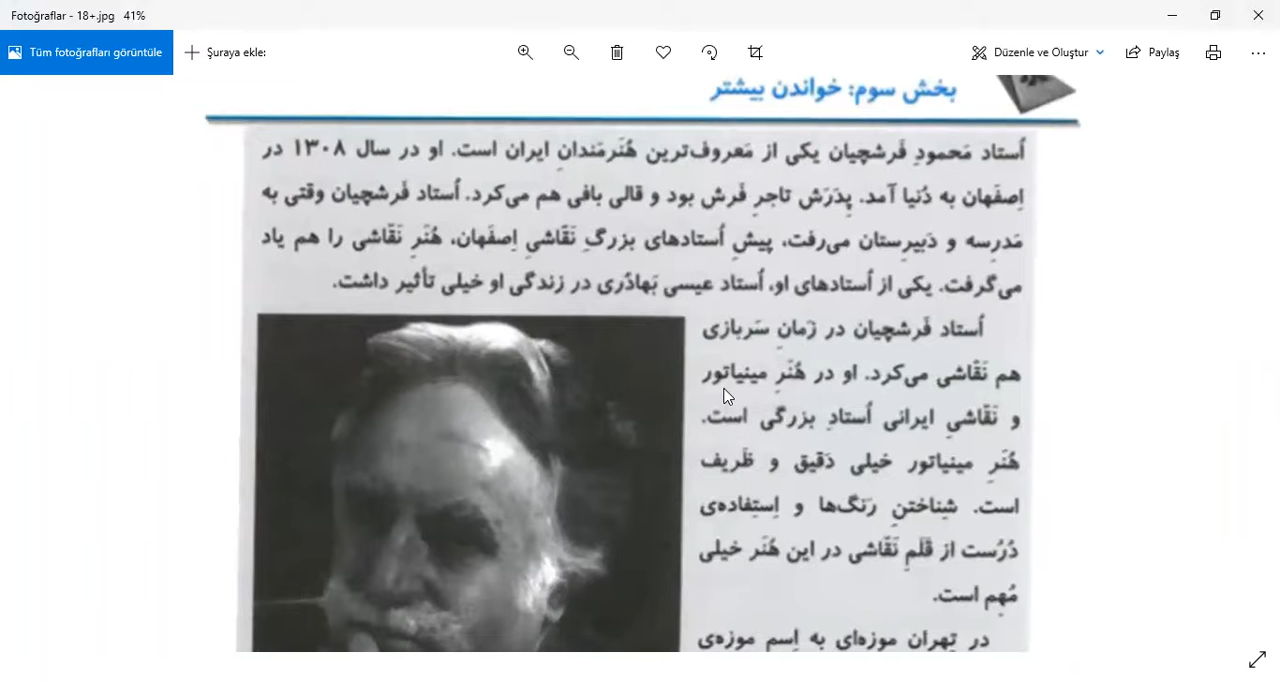 Fotoğraflar - 18+.jpg   41%
Tüm fotoğrafları görüntüle
Şuraya ekle:
Düzenle ve Oluştur
Paylaş
بخش سوم: خواندن بیشتر
اُستاد مَحمودِ فَرشچیان یکی از مَعروف‌ترین هُنَرمَندانِ ایران است. او در سال ۱۳۰۸ در
اِصفَهان به دُنیا آمد. پِدَرَش تاجرِ فَرش بود و قالی بافی هم می‌کرد. اُستاد فَرشچیان وقتی به
مَدرِسه و دَبیرِستان می‌رفت، پیشِ اُستادهای بزرگِ نَقّاشیِ اِصفَهان، هُنَرِ نَقّاشی را هم یاد
می‌گرفت. یکی از اُستادهای او، اُستاد عیسی بَهادُری در زندگی او خیلی تأثیر داشت.
اُستاد فَرشچیان در زَمانِ سَربازی
هم نَقّاشی می‌کرد. او در هُنَرِ مینیاتور
و نَقّاشیِ ایرانی اُستادِ بزرگی است.
هُنَرِ مینیاتور خیلی دَقیق و ظَریف
است. شِناختنِ رَنگ‌ها و اِستِفاده‌ی
دُرُست از قَلَمِ نَقّاشی در این هُنَر خیلی
مُهِم است.
در تِهران موزه‌ای به اِسم موزه‌ی